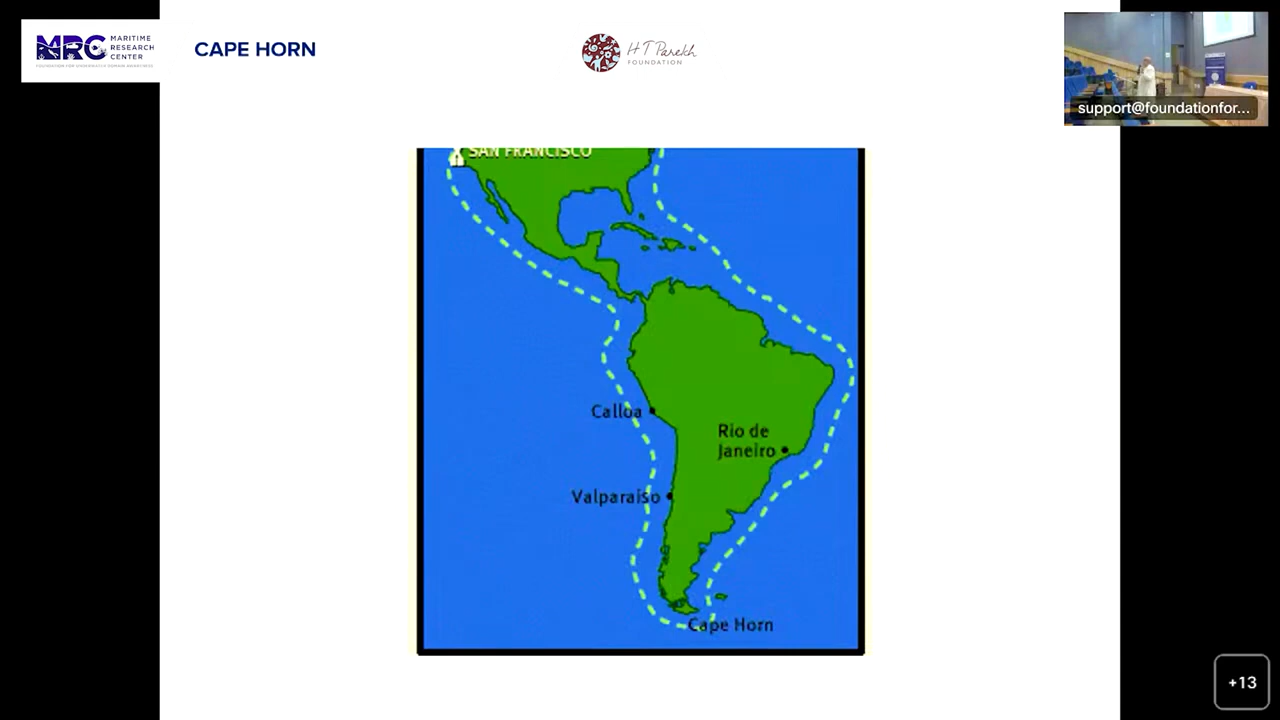 MRC
MARITIME
RESEARCH
CENTER
CAPE HORN
HT Parekh
FOUNDATION
support@foundationfor...
SAN FRANCISCO
Calloa
Rio de
Janeiro
Valparaiso
Cape Horn
+13